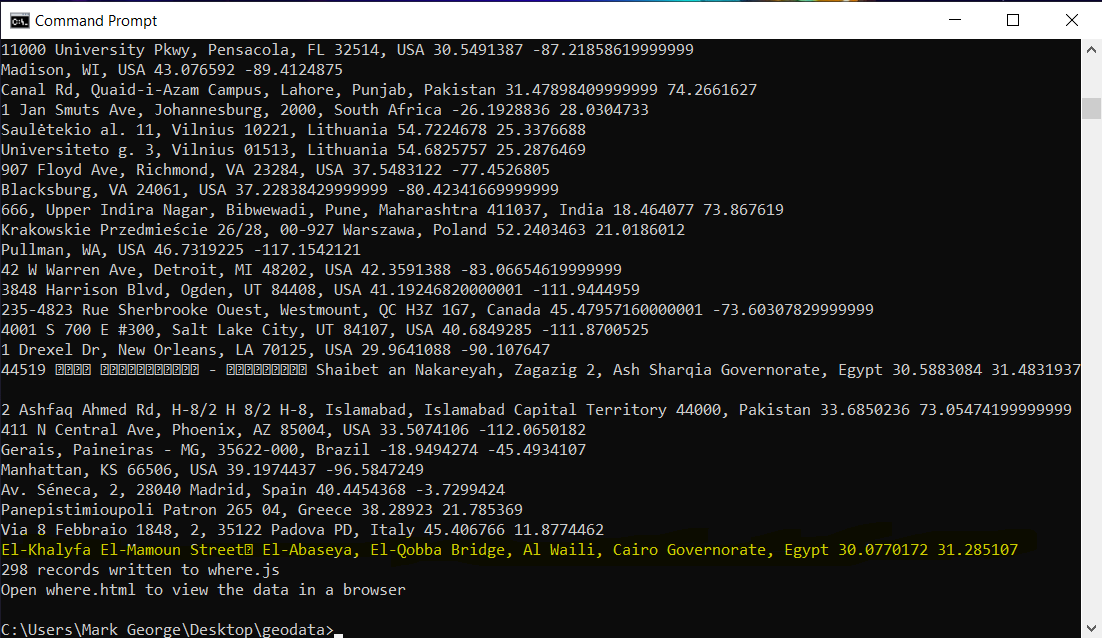 Command Prompt
11000 University Pkwy, Pensacola, FL 32514, USA 30.5491387 -87.21858619999999
Madison, WI, USA 43.076592 -89.4124875
Canal Rd, Quaid-i-Azam Campus, Lahore, Punjab, Pakistan 31.47898409999999 74.2661627
1 Jan Smuts Ave, Johannesburg, 2000, South Africa -26.1928836 28.0304733
Saulėtekio al. 11, Vilnius 10221, Lithuania 54.7224678 25.3376688
Universiteto g. 3, Vilnius 01513, Lithuania 54.6825757 25.2876469
907 Floyd Ave, Richmond, VA 23284, USA 37.5483122 -77.4526805
Blacksburg, VA 24061, USA 37.22838429999999 -80.42341669999999
666, Upper Indira Nagar, Bibwewadi, Pune, Maharashtra 411037, India 18.464077 73.867619
Krakowskie Przedmieście 26/28, 00-927 Warszawa, Poland 52.2403463 21.0186012
Pullman, WA, USA 46.7319225 -117.1542121
42 W Warren Ave, Detroit, MI 48202, USA 42.3591388 -83.06654619999999
3848 Harrison Blvd, Ogden, UT 84408, USA 41.19246820000001 -111.9444959
235-4823 Rue Sherbrooke Ouest, Westmount, QC H3Z 1G7, Canada 45.47957160000001 -73.60307829999999
4001 S 700 E #300, Salt Lake City, UT 84107, USA 40.6849285 -111.8700525
1 Drexel Dr, New Orleans, LA 70125, USA 29.9641088 -90.107647
44519 - Shaibet an Nakareyah, Zagazig 2, Ash Sharqia Governorate, Egypt 30.5883084 31.4831937
2 Ashfaq Ahmed Rd, H-8/2 H 8/2 H-8, Islamabad, Islamabad Capital Territory 44000, Pakistan 33.6850236 73.05474199999999
411 N Central Ave, Phoenix, AZ 85004, USA 33.5074106 -112.0650182
Gerais, Paineiras - MG, 35622-000, Brazil -18.9494274 -45.4934107
Manhattan, KS 66506, USA 39.1974437 -96.5847249
Av. Séneca, 2, 28040 Madrid, Spain 40.4454368 -3.7299424
Panepistimioupoli Patron 265 04, Greece 38.28923 21.785369
Via 8 Febbraio 1848, 2, 35122 Padova PD, Italy 45.406766 11.8774462
El-Khalyfa El-Mamoun Street El-Abaseya, El-Qobba Bridge, Al Waili, Cairo Governorate, Egypt 30.0770172 31.285107
298 records written to where.js
Open where.html to view the data in a browser
C:\Users\Mark George\Desktop\geodata>